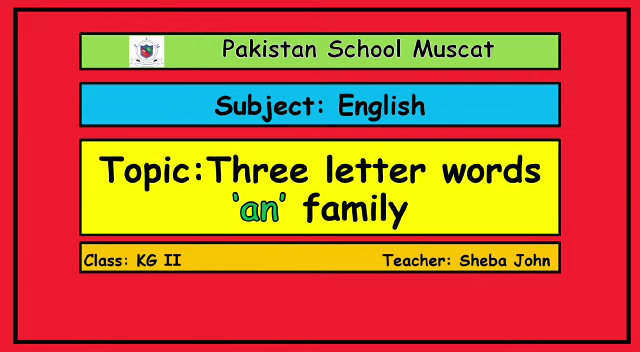 Pakistan School Muscat
Subject: English
Topic:Three letter words
'an' family
Class: KG II
Teacher: Sheba John